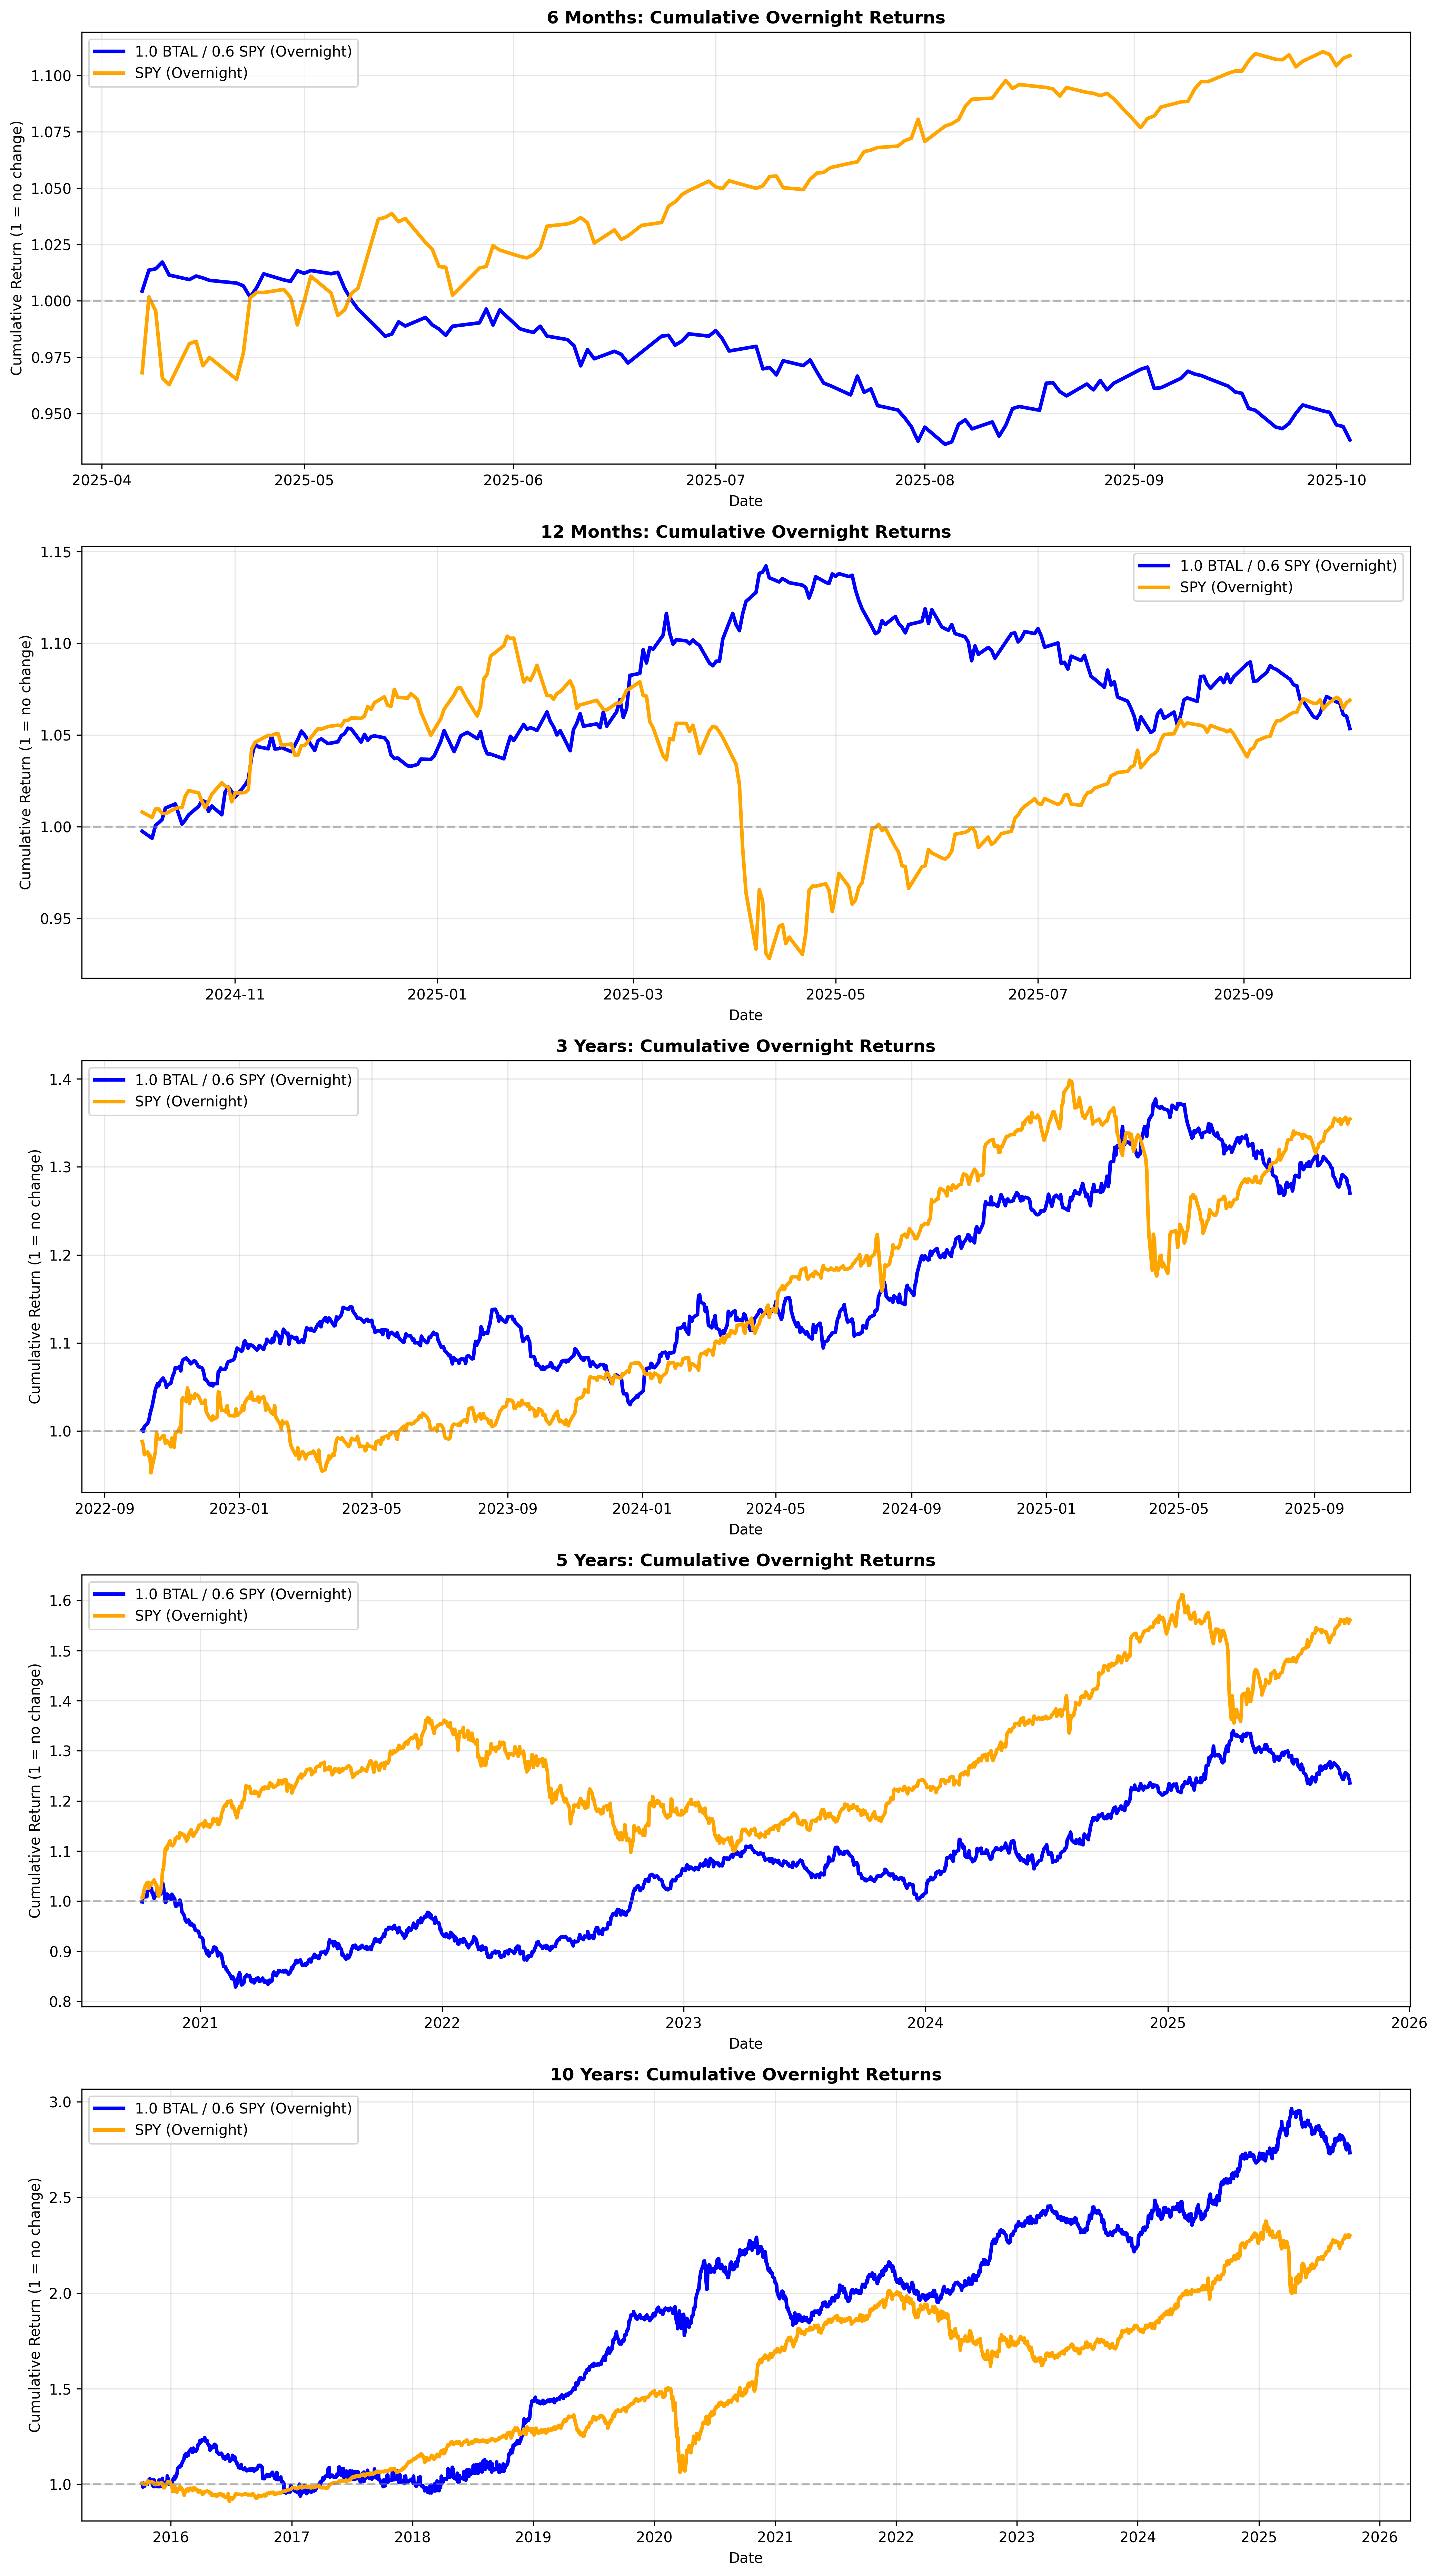 6 Months: Cumulative Overnight Returns
1.0 BTAL / 0.6 SPY (Overnight)
SPY (Overnight)
Cumulative Return (1 = no change)
1.100
1.075
1.050
1.025
1.000
0.975
0.950
2025-04 2025-05 2025-06 2025-07 2025-08 2025-09 2025-10
Date
12 Months: Cumulative Overnight Returns
1.0 BTAL / 0.6 SPY (Overnight)
SPY (Overnight)
Cumulative Return (1 = no change)
1.15
1.10
1.05
1.00
0.95
2024-11 2025-01 2025-03 2025-05 2025-07 2025-09
Date
3 Years: Cumulative Overnight Returns
1.0 BTAL / 0.6 SPY (Overnight)
SPY (Overnight)
Cumulative Return (1 = no change)
1.4
1.3
1.2
1.1
1.0
2022-09 2023-01 2023-05 2023-09 2024-01 2024-05 2024-09 2025-01 2025-05 2025-09
Date
5 Years: Cumulative Overnight Returns
1.0 BTAL / 0.6 SPY (Overnight)
SPY (Overnight)
Cumulative Return (1 = no change)
1.6
1.5
1.4
1.3
1.2
1.1
1.0
0.9
0.8
2021 2022 2023 2024 2025 2026
Date
10 Years: Cumulative Overnight Returns
1.0 BTAL / 0.6 SPY (Overnight)
SPY (Overnight)
Cumulative Return (1 = no change)
3.0
2.5
2.0
1.5
1.0
2016 2017 2018 2019 2020 2021 2022 2023 2024 2025 2026
Date